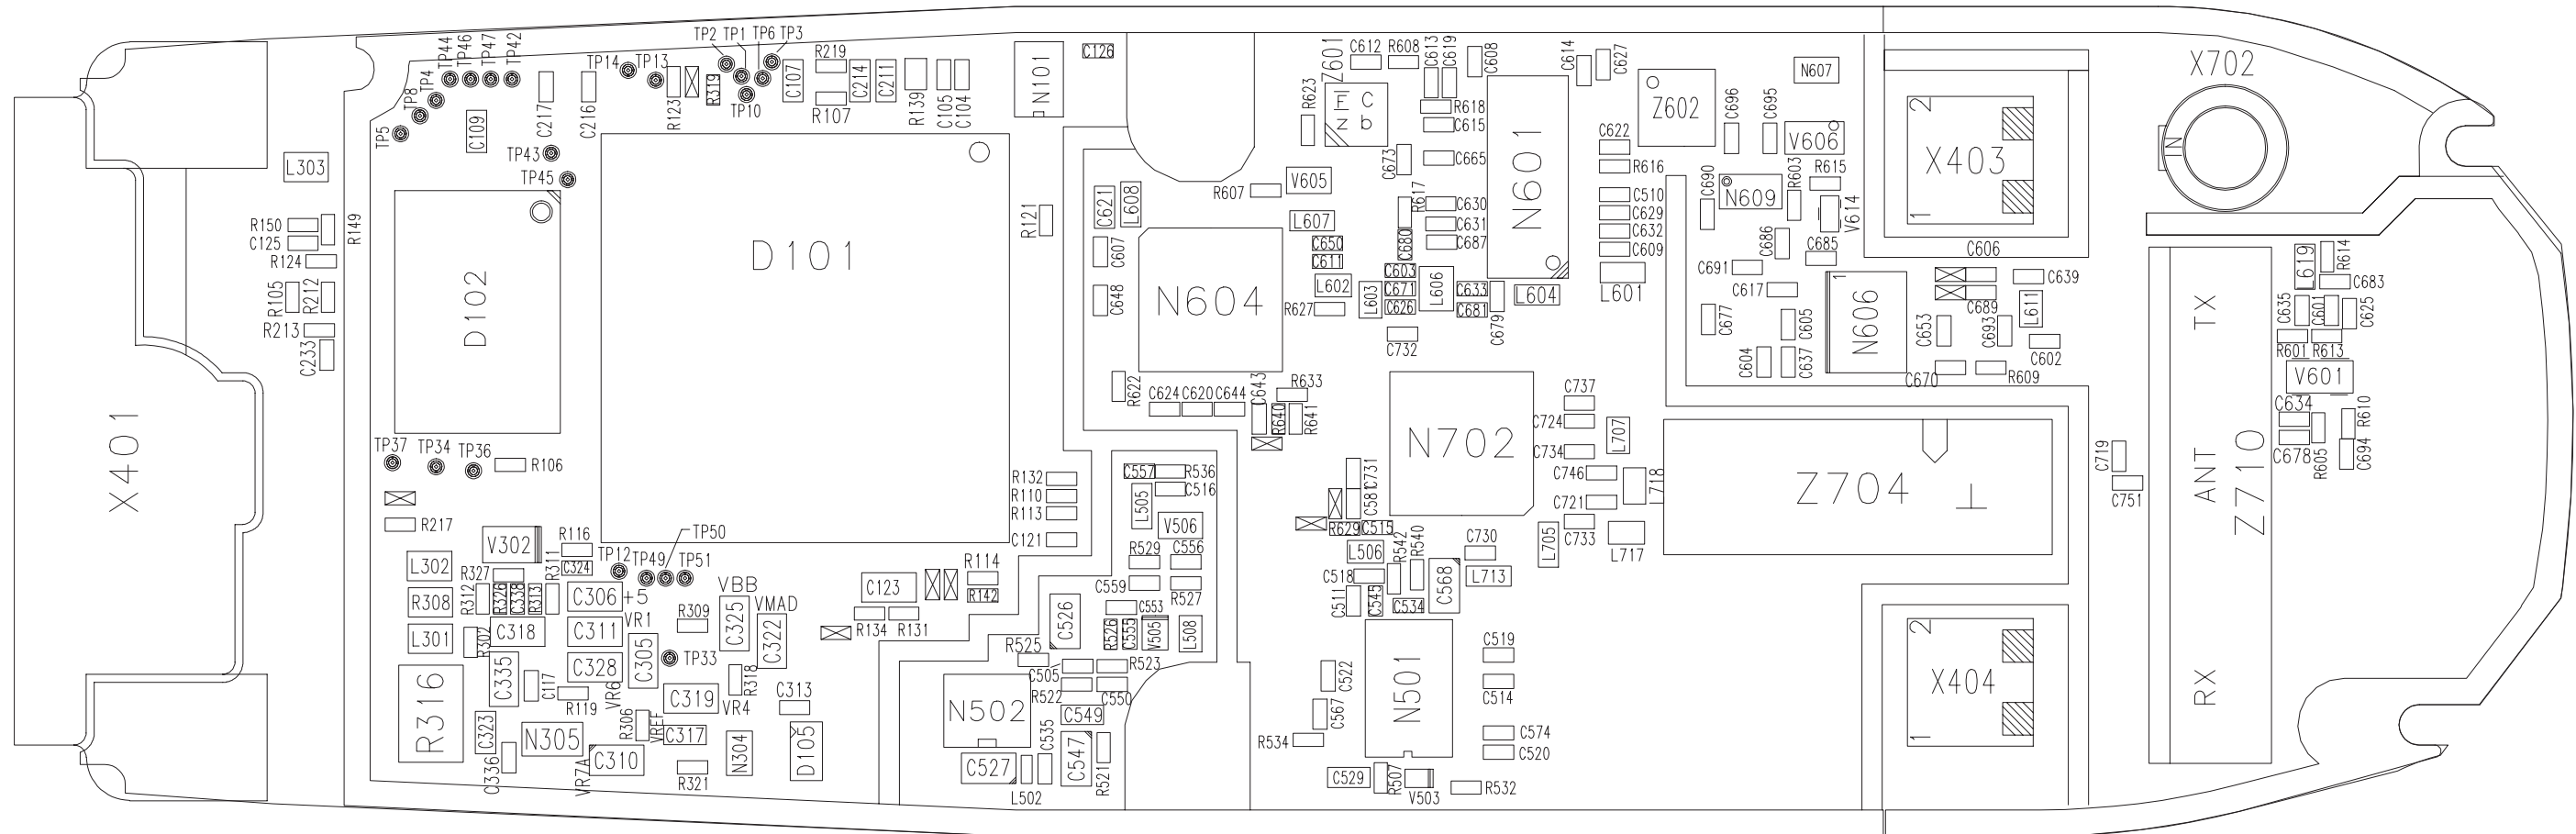 X401
L303
R150
C125
R124
R149
R105
R212
R213
C233
TP5
TP8
TP4
TP44
TP46
TP47
TP42
C109
C217
C216
TP43
TP45
TP14
TP13
R123
R319
TP2
TP1
TP6
TP3
TP10
C107
R219
R107
C214
C211
R139
C105
C104
N101
C126
D102
D101
R121
TP37
TP34
TP36
R106
R217
V302
L302
R308
L301
R327
R312
R326
C338
R313
R311
R116
C324
TP12
TP49
TP50
TP51
C306
+5
VR1
C311
C318
R302
C335
C328
C305
C117
R119
VR6
R316
C323
C336
N305
C310
VR7A
R306
VREF
TP33
R309
VBB
C325
VMAD
C322
C319
VR4
R318
C317
R321
N304
C313
D105
C123
R134
R131
R114
R142
R132
R110
R113
C121
C621
L608
C607
C648
N604
R622
C624
C620
C644
C643
R633
R640
R641
R607
V605
L607
C650
C611
L602
R627
L603
C603
C671
C626
L606
C633
C681
C679
C732
L604
Z601
F C
z b
R623
C612
R608
C613
C619
C608
R618
C615
C665
C673
R617
C630
C631
C687
C680
N601
C614
C627
Z602
C622
R616
C510
C629
C632
C609
L601
N607
C696
C695
V606
R603
R615
C690
N609
V614
C686
C685
C691
C617
C677
C605
C604
C637
N606
1
C606
C639
C689
L611
C653
C693
C602
C670
R609
X403
2
1
X702
IN
L619
R614
C683
C635
C601
C625
R601
R613
V601
C634
C678
R605
R610
C694
TX
ANT
RX
Z710
C719
C751
N702
C737
C724
C734
L707
C746
C721
L718
C733
L717
L705
Z704
C731
C581
R629
C515
L506
R542
R540
C730
L713
C518
C511
C545
C534
C568
N501
C519
C514
C574
C520
C522
C567
R534
C529
R507
V503
R532
C557
R536
C516
L505
V506
R529
C556
C559
R527
C553
C526
R526
C555
V505
L508
R525
C505
R523
R522
C550
N502
C549
C527
L502
C535
C547
R521
X404
2
1